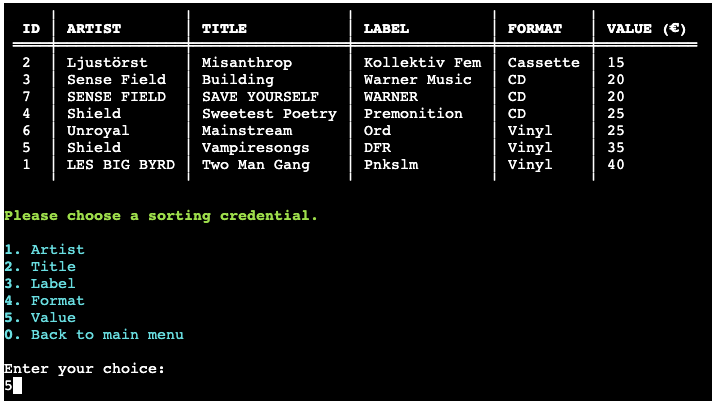 ID ARTIST TITLE LABEL FORMAT VALUE (€)
2 Ljustörst Misanthrop Kollektiv Fem Cassette 15
3 Sense Field Building Warner Music CD 20
7 SENSE FIELD SAVE YOURSELF WARNER CD 20
4 Shield Sweetest Poetry Premonition CD 25
6 Unroyal Mainstream Ord Vinyl 25
5 Shield Vampiresongs DFR Vinyl 35
1 LES BIG BYRD Two Man Gang Pnkslm Vinyl 40
Please choose a sorting credential.
1. Artist
2. Title
3. Label
4. Format
5. Value
0. Back to main menu
Enter your choice:
5